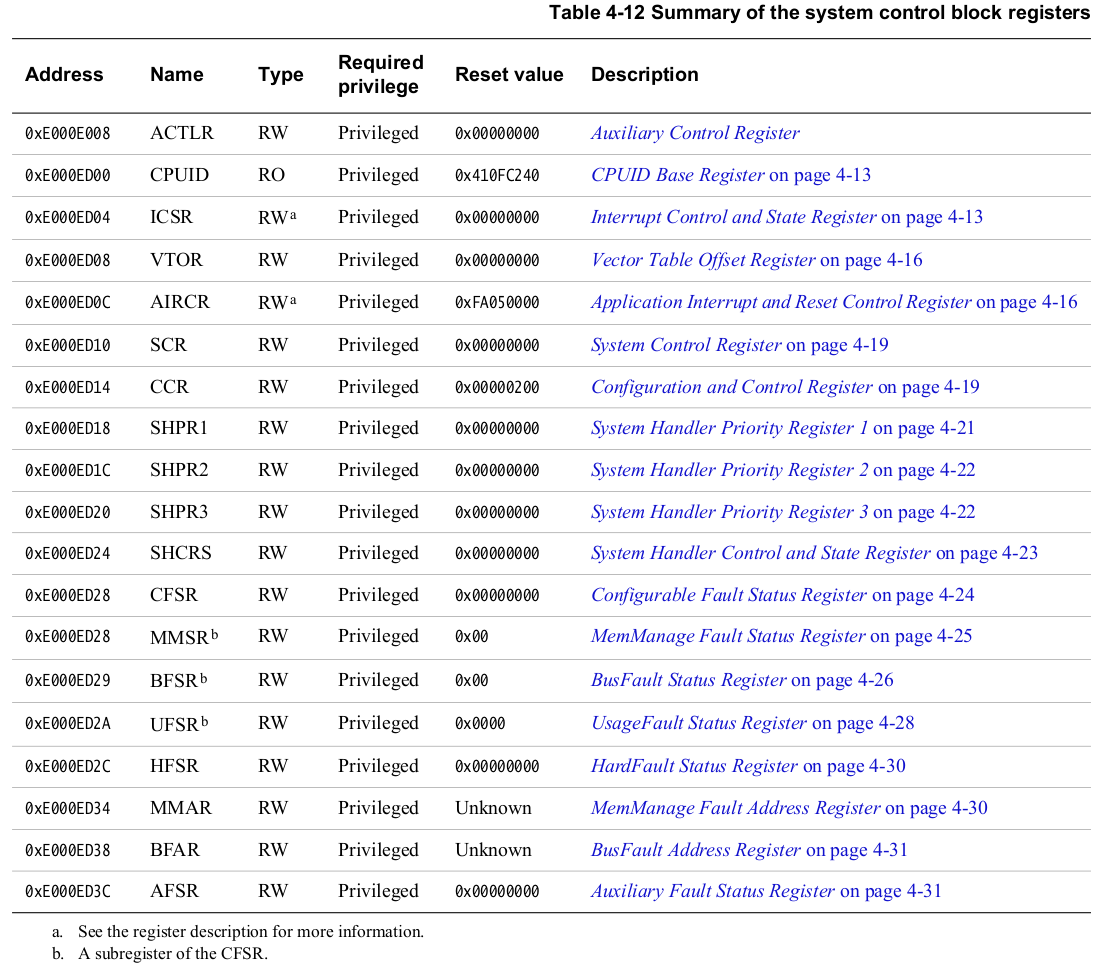 Table 4-12 Summary of the system control block registers
Address Name Type Required privilege Reset value Description
0xE000E008 ACTLR RW Privileged 0x00000000 Auxiliary Control Register
0xE000ED00 CPUID RO Privileged 0x410FC240 CPUID Base Register on page 4-13
0xE000ED04 ICSR RWa Privileged 0x00000000 Interrupt Control and State Register on page 4-13
0xE000ED08 VTOR RW Privileged 0x00000000 Vector Table Offset Register on page 4-16
0xE000ED0C AIRCR RWa Privileged 0xFA050000 Application Interrupt and Reset Control Register on page 4-16
0xE000ED10 SCR RW Privileged 0x00000000 System Control Register on page 4-19
0xE000ED14 CCR RW Privileged 0x00000200 Configuration and Control Register on page 4-19
0xE000ED18 SHPR1 RW Privileged 0x00000000 System Handler Priority Register 1 on page 4-21
0xE000ED1C SHPR2 RW Privileged 0x00000000 System Handler Priority Register 2 on page 4-22
0xE000ED20 SHPR3 RW Privileged 0x00000000 System Handler Priority Register 3 on page 4-22
0xE000ED24 SHCRS RW Privileged 0x00000000 System Handler Control and State Register on page 4-23
0xE000ED28 CFSR RW Privileged 0x00000000 Configurable Fault Status Register on page 4-24
0xE000ED28 MMSRb RW Privileged 0x00 MemManage Fault Status Register on page 4-25
0xE000ED29 BFSRb RW Privileged 0x00 BusFault Status Register on page 4-26
0xE000ED2A UFSRb RW Privileged 0x0000 UsageFault Status Register on page 4-28
0xE000ED2C HFSR RW Privileged 0x00000000 HardFault Status Register on page 4-30
0xE000ED34 MMAR RW Privileged Unknown MemManage Fault Address Register on page 4-30
0xE000ED38 BFAR RW Privileged Unknown BusFault Address Register on page 4-31
0xE000ED3C AFSR RW Privileged 0x00000000 Auxiliary Fault Status Register on page 4-31
a. See the register description for more information.
b. A subregister of the CFSR.